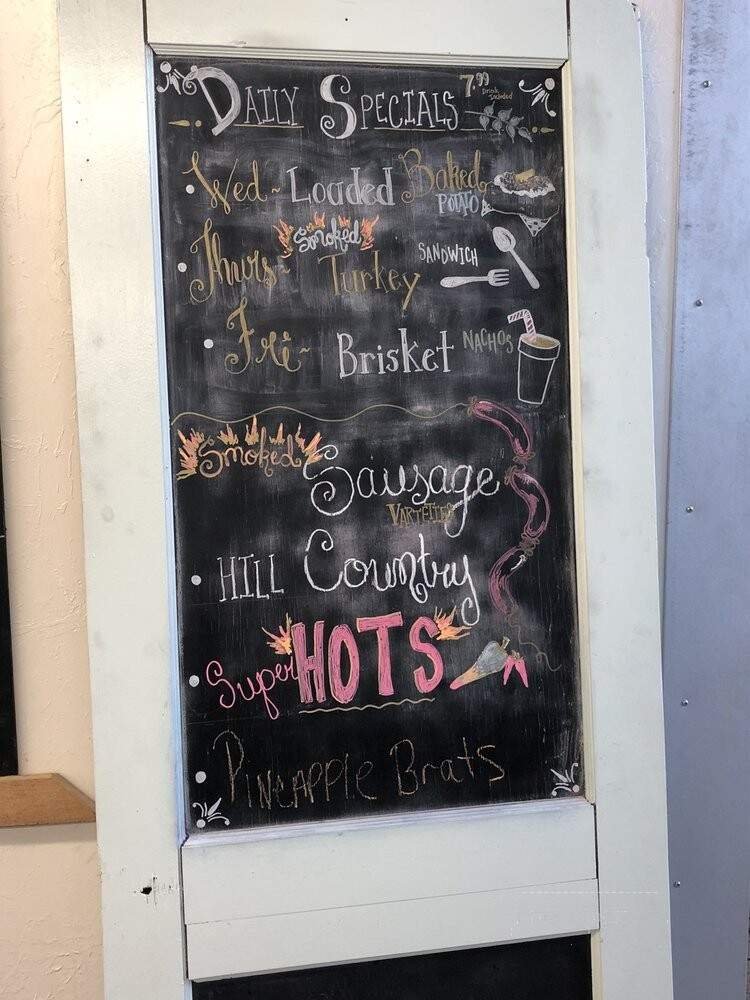 Daily Specials 7.99
Drink Included
Wed ~ Loaded Baked
Potato
Thurs ~ Smoked Turkey Sandwich
Fri ~ Brisket Nachos
Smoked Sausage
Varieties
Hill Country
Super HOTS
Pineapple Brats